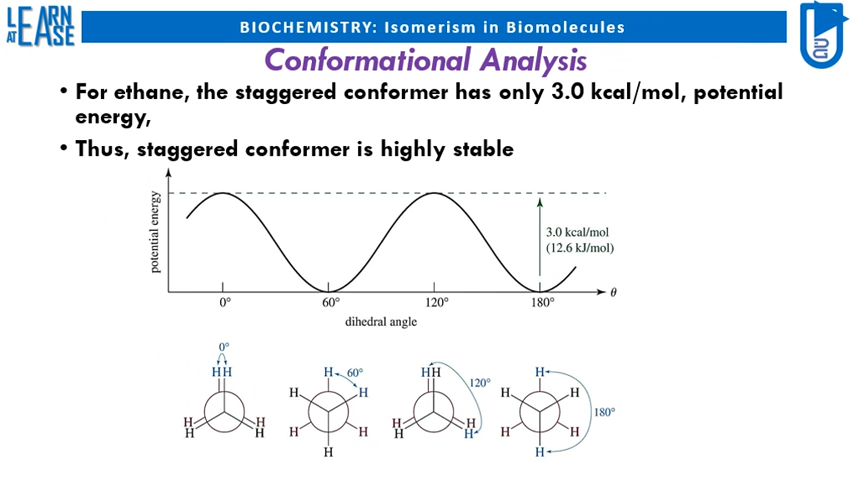 LEARN
AT EASE
BIOCHEMISTRY: Isomerism in Biomolecules
Conformational Analysis
• For ethane, the staggered conformer has only 3.0 kcal/mol, potential
energy,
• Thus, staggered conformer is highly stable
potential energy
3.0 kcal/mol
(12.6 kJ/mol)
θ
0° 60° 120° 180°
dihedral angle
0°
HH
H H
H H
H 60°
H H
H H
H
HH 120°
H H
H H
H
H H
180°
H H
H